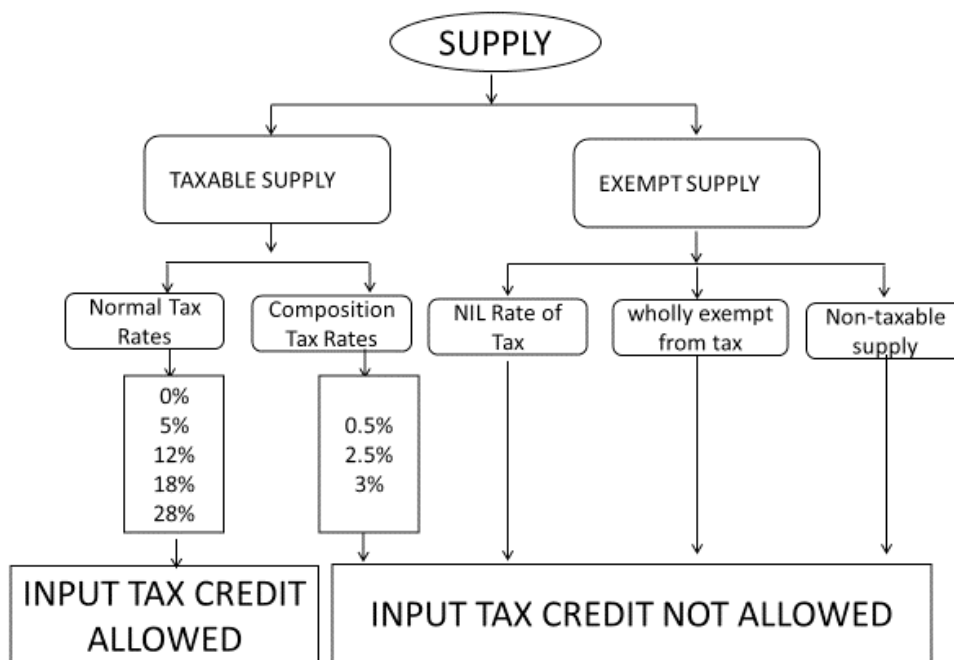 SUPPLY
TAXABLE SUPPLY
EXEMPT SUPPLY
Normal Tax
Rates
Composition
Tax Rates
NIL Rate of
Tax
wholly exempt
from tax
Non-taxable
supply
0%
5%
12%
18%
28%
0.5%
2.5%
3%
INPUT TAX CREDIT
ALLOWED
INPUT TAX CREDIT NOT ALLOWED